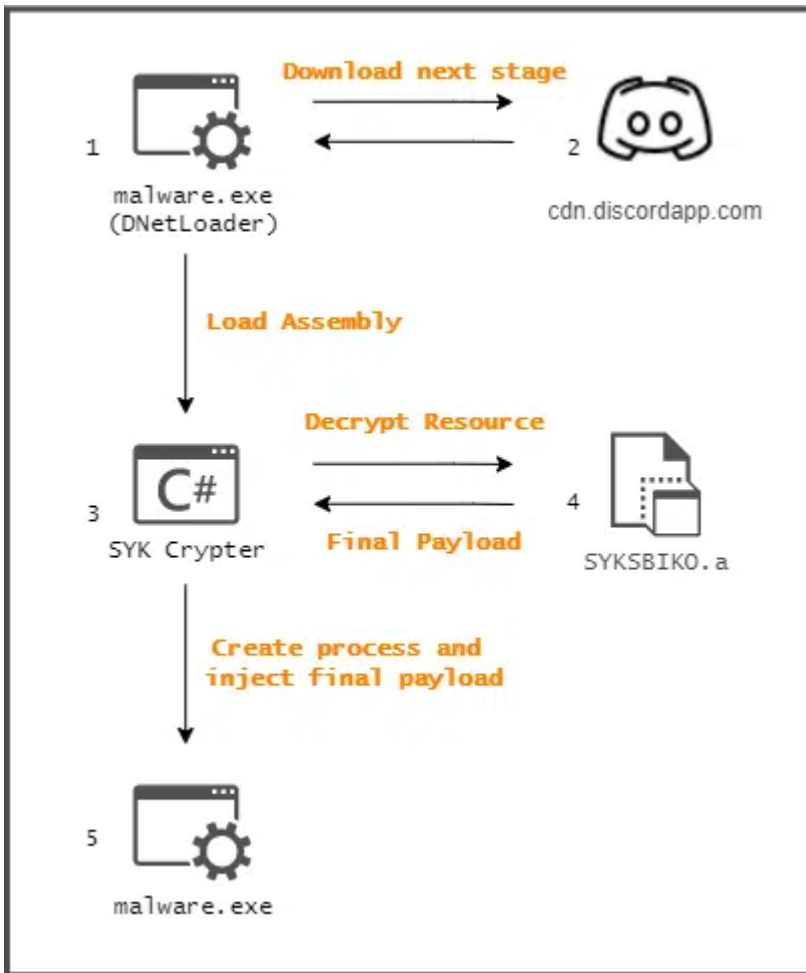 Download next stage
1
2
malware.exe
(DNetLoader)
cdn.discordapp.com
Load Assembly
Decrypt Resource
C#
3
4
SYK Crypter
Final Payload
SYKSBIKO.a
Create process and
inject final payload
5
malware.exe